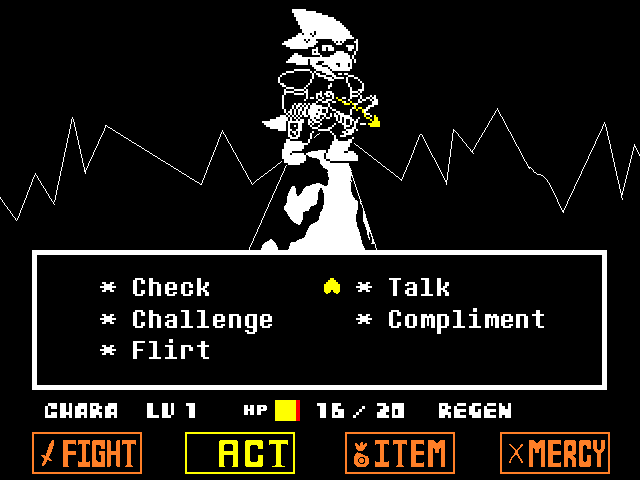 * Check * Talk
* Challenge * Compliment
* Flirt
CHARA LV 1 HP 16 / 20 REGEN
FIGHT ACT ITEM MERCY